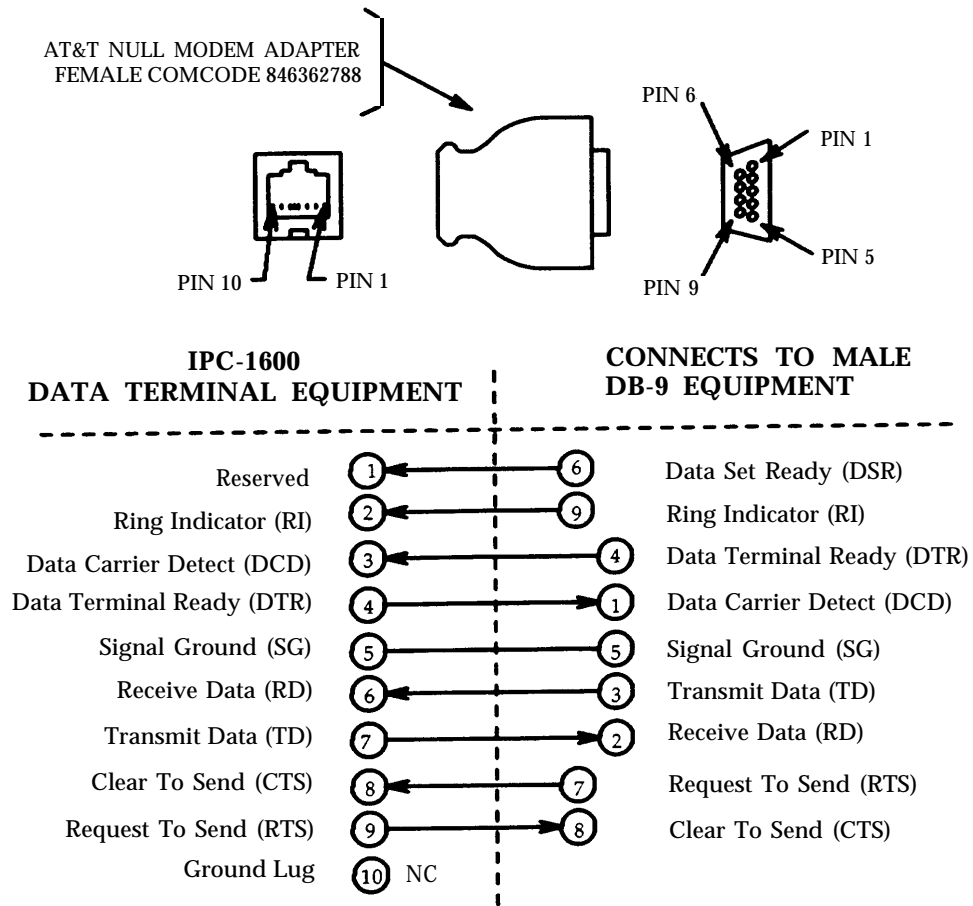 AT&T NULL MODEM ADAPTER
FEMALE COMCODE 846362788
PIN 6
PIN 1
PIN 10
PIN 1
PIN 5
PIN 9
IPC-1600
DATA TERMINAL EQUIPMENT
CONNECTS TO MALE
DB-9 EQUIPMENT
Reserved 1 6 Data Set Ready (DSR)
Ring Indicator (RI) 2 9 Ring Indicator (RI)
Data Carrier Detect (DCD) 3 4 Data Terminal Ready (DTR)
Data Terminal Ready (DTR) 4 1 Data Carrier Detect (DCD)
Signal Ground (SG) 5 5 Signal Ground (SG)
Receive Data (RD) 6 3 Transmit Data (TD)
Transmit Data (TD) 7 2 Receive Data (RD)
Clear To Send (CTS) 8 7 Request To Send (RTS)
Request To Send (RTS) 9 8 Clear To Send (CTS)
Ground Lug 10 NC